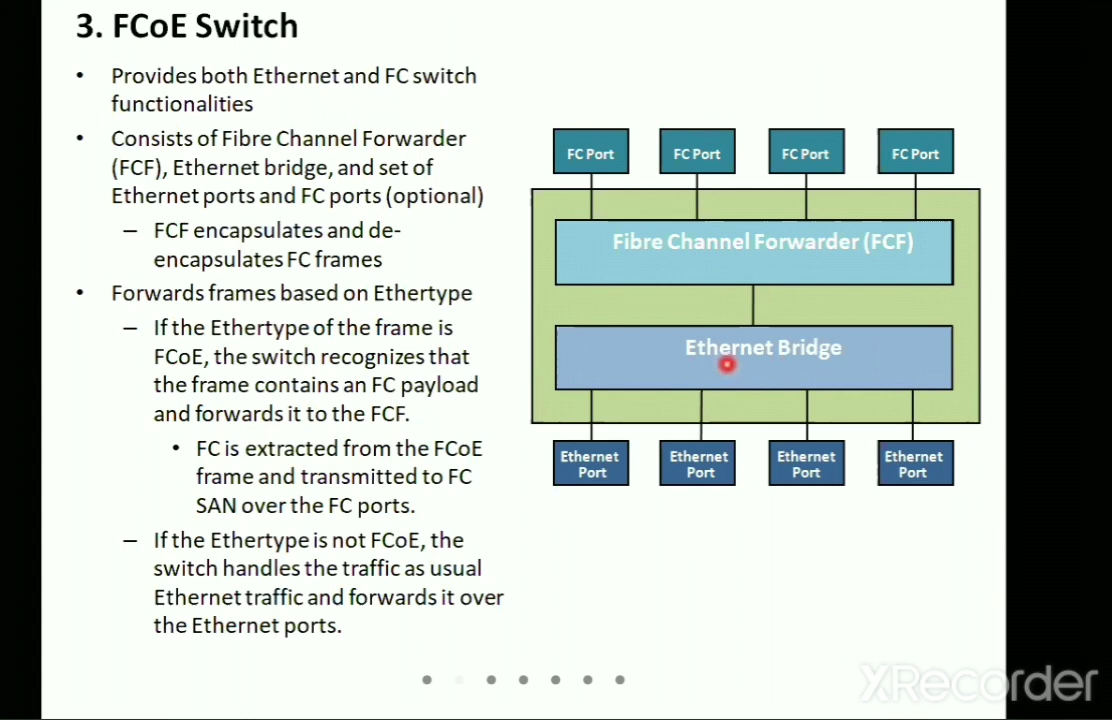 3. FCoE Switch
• Provides both Ethernet and FC switch
functionalities
• Consists of Fibre Channel Forwarder
(FCF), Ethernet bridge, and set of
Ethernet ports and FC ports (optional)
– FCF encapsulates and de-
encapsulates FC frames
• Forwards frames based on Ethertype
– If the Ethertype of the frame is
FCoE, the switch recognizes that
the frame contains an FC payload
and forwards it to the FCF.
• FC is extracted from the FCoE
frame and transmitted to FC
SAN over the FC ports.
– If the Ethertype is not FCoE, the
switch handles the traffic as usual
Ethernet traffic and forwards it over
the Ethernet ports.
FC Port
FC Port
FC Port
FC Port
Fibre Channel Forwarder (FCF)
Ethernet Bridge
Ethernet
Port
Ethernet
Port
Ethernet
Port
Ethernet
Port
XRecorder